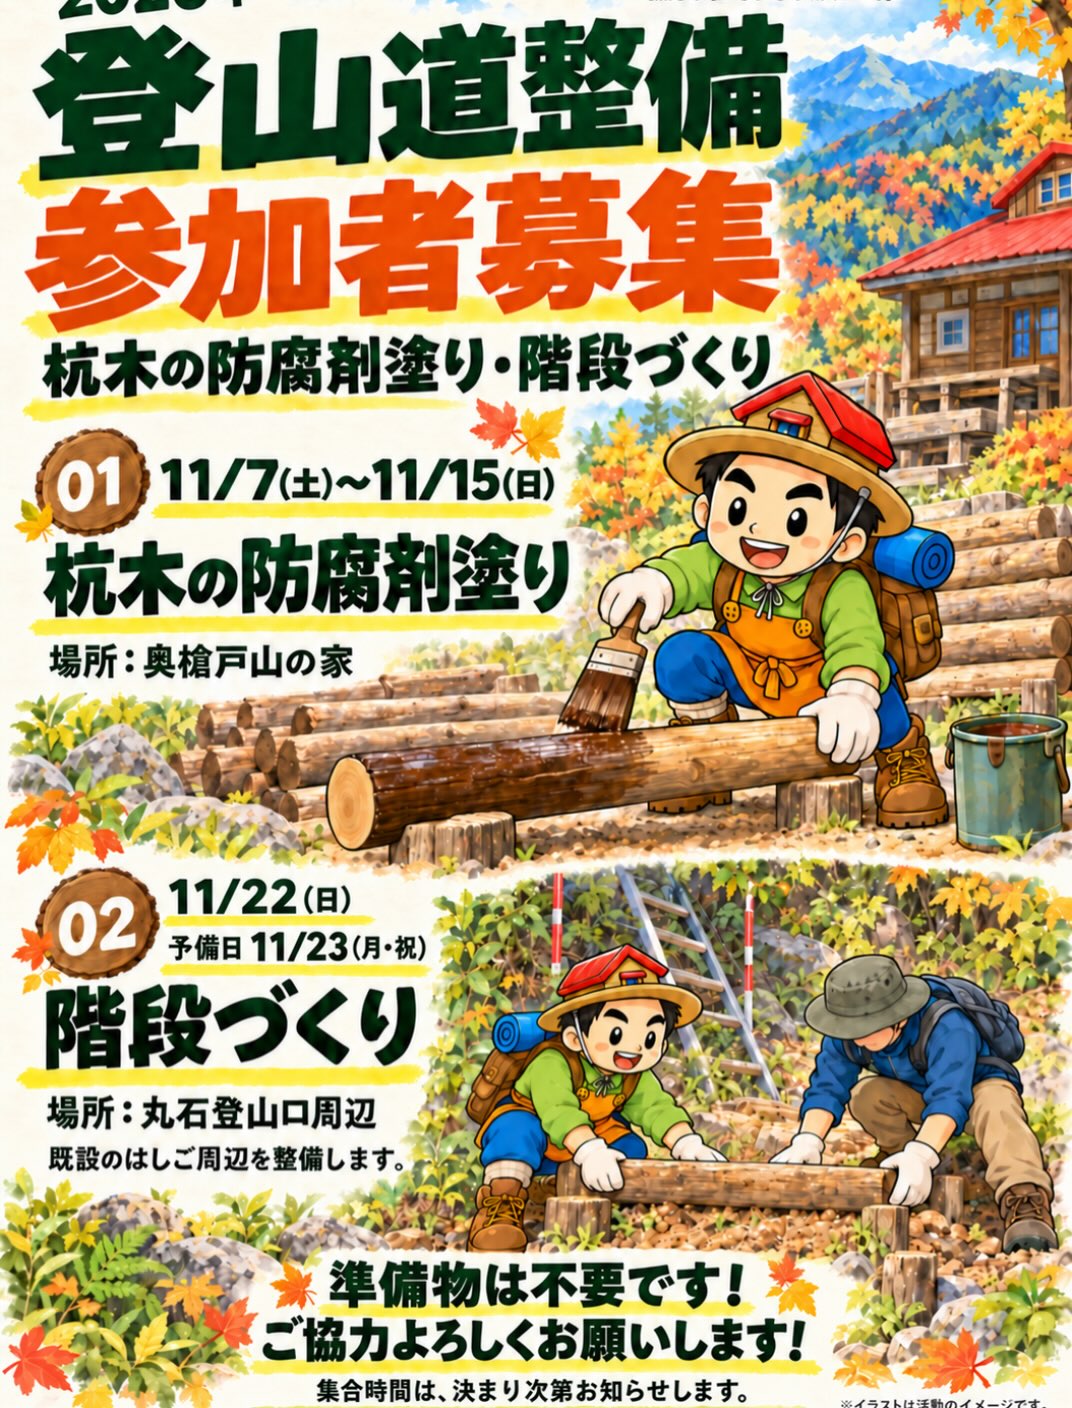 登山道整備
参加者募集
杭木の防腐剤塗り・階段づくり
01
11/7(土)～11/15(日)
杭木の防腐剤塗り
場所：奥槍戸山の家
02
11/22(日)
予備日 11/23(月・祝)
階段づくり
場所：丸石登山口周辺
既設のはしご周辺を整備します。
準備物は不要です！
ご協力よろしくお願いします！
集合時間は、決まり次第お知らせします。
※イラストは活動のイメージです。